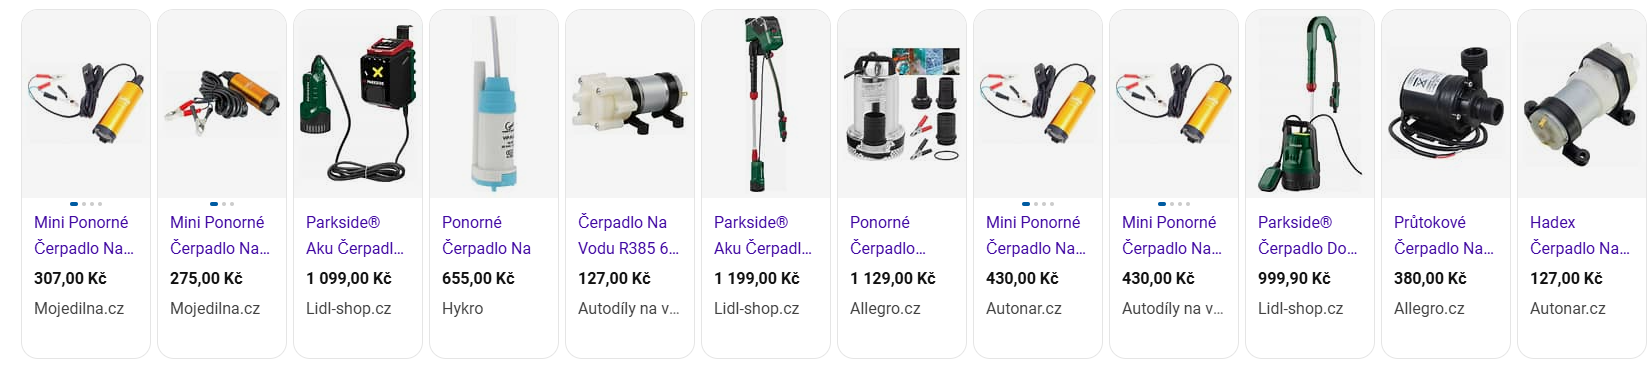 Mini Ponorné
Čerpadlo Na...
307,00 Kč
Mojedilna.cz
Mini Ponorné
Čerpadlo Na...
275,00 Kč
Mojedilna.cz
PARKSIDE
Parkside®
Aku Čerpadl...
1 099,00 Kč
Lidl-shop.cz
Ponorné
Čerpadlo Na
655,00 Kč
Hykro
Čerpadlo Na
Vodu R385 6...
127,00 Kč
Autodíly na v...
Parkside®
Aku Čerpadl...
1 199,00 Kč
Lidl-shop.cz
Ponorné
Čerpadlo...
1 129,00 Kč
Allegro.cz
Mini Ponorné
Čerpadlo Na...
430,00 Kč
Autonar.cz
Mini Ponorné
Čerpadlo Na...
430,00 Kč
Autodíly na v...
Parkside®
Čerpadlo Do...
999,90 Kč
Lidl-shop.cz
Průtokové
Čerpadlo Na...
380,00 Kč
Allegro.cz
Hadex
Čerpadlo Na...
127,00 Kč
Autonar.cz